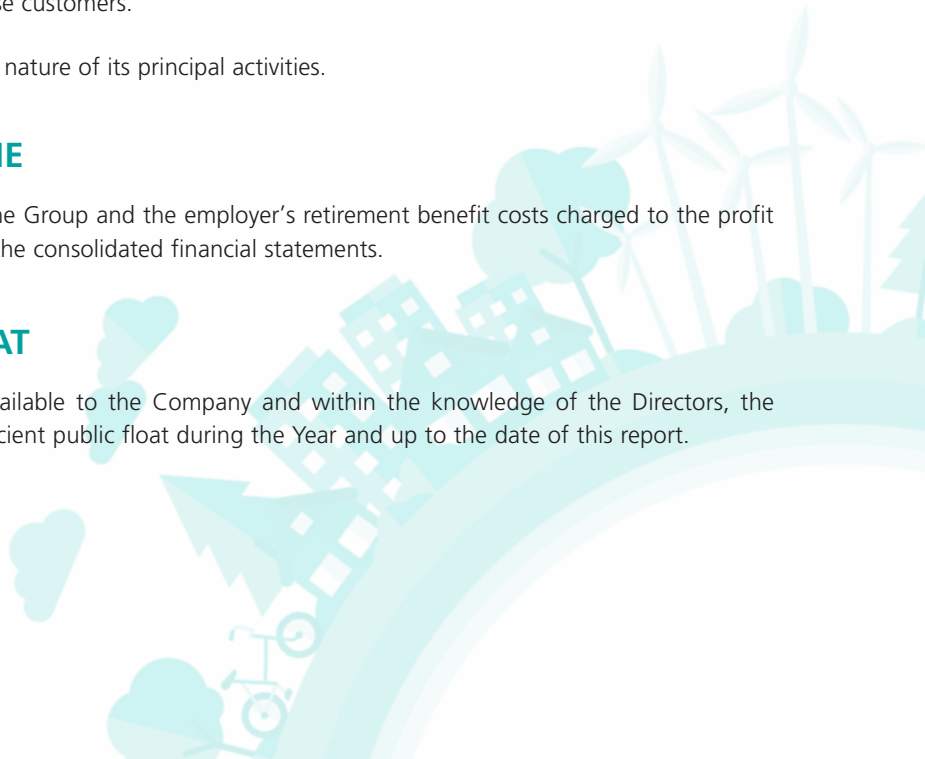 se customers.
nature of its principal activities.
ME
he Group and the employer's retirement benefit costs charged to the profit
the consolidated financial statements.
AT
ailable to the Company and within the knowledge of the Directors, the
cient public float during the Year and up to the date of this report.